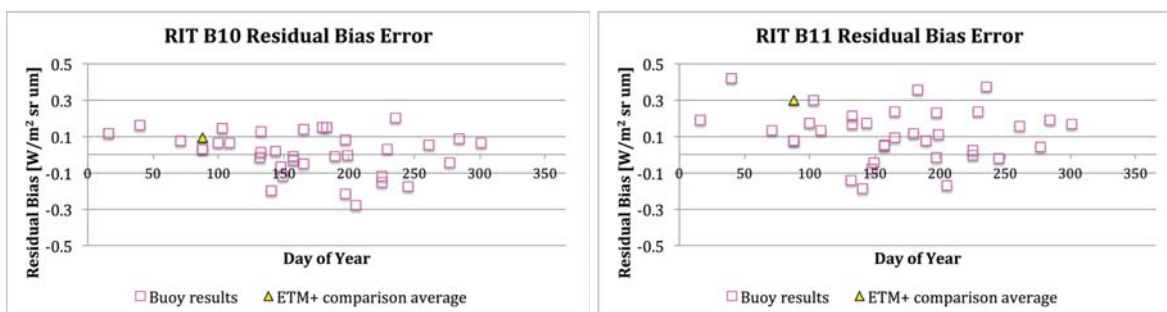 RIT B10 Residual Bias Error
Residual Bias [W/m² sr um]
0.5
0.3
0.1
-0.1
-0.3
-0.5
0 50 100 150 200 250 300 350
Day of Year
Buoy results ETM+ comparison average
RIT B11 Residual Bias Error
Residual Bias [W/m² sr um]
0.5
0.3
0.1
-0.1
-0.3
-0.5
0 50 100 150 200 250 300 350
Day of Year
Buoy results ETM+ comparison average